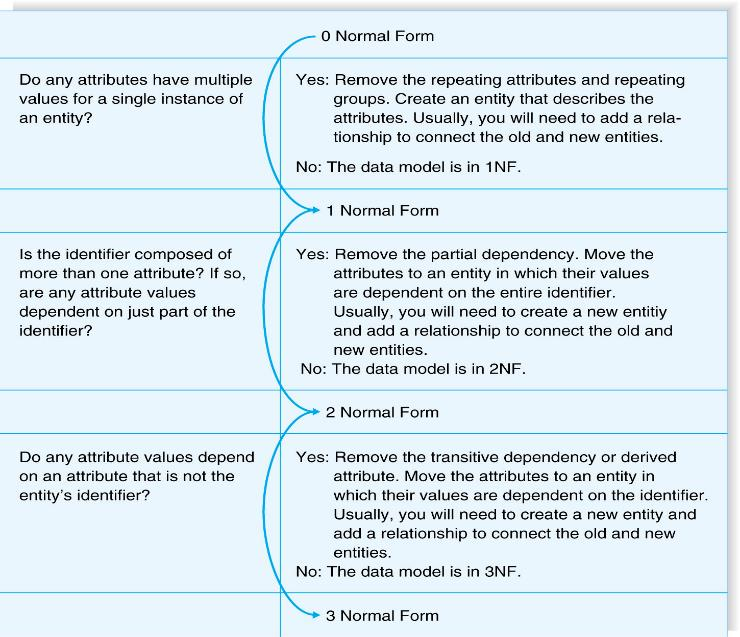 0 Normal Form
Do any attributes have multiple
values for a single instance of
an entity?
Yes: Remove the repeating attributes and repeating
groups. Create an entity that describes the
attributes. Usually, you will need to add a rela-
tionship to connect the old and new entities.
No: The data model is in 1NF.
1 Normal Form
Is the identifier composed of
more than one attribute? If so,
are any attribute values
dependent on just part of the
identifier?
Yes: Remove the partial dependency. Move the
attributes to an entity in which their values
are dependent on the entire identifier.
Usually, you will need to create a new entitiy
and add a relationship to connect the old and
new entities.
No: The data model is in 2NF.
2 Normal Form
Do any attribute values depend
on an attribute that is not the
entity's identifier?
Yes: Remove the transitive dependency or derived
attribute. Move the attributes to an entity in
which their values are dependent on the identifier.
Usually, you will need to create a new entity and
add a relationship to connect the old and new
entities.
No: The data model is in 3NF.
3 Normal Form